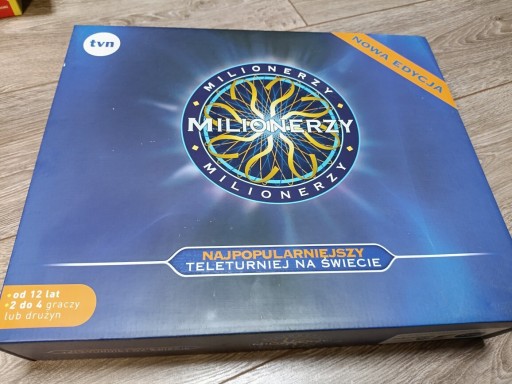 tvn
NOWA EDYCJA
MILIONERZY
MILIONERZY
MILIONERZY
NAJPOPULARNIEJSZY
TELETURNIEJ NA ŚWIECIE
• od 12 lat
• 2 do 4 graczy
lub drużyn